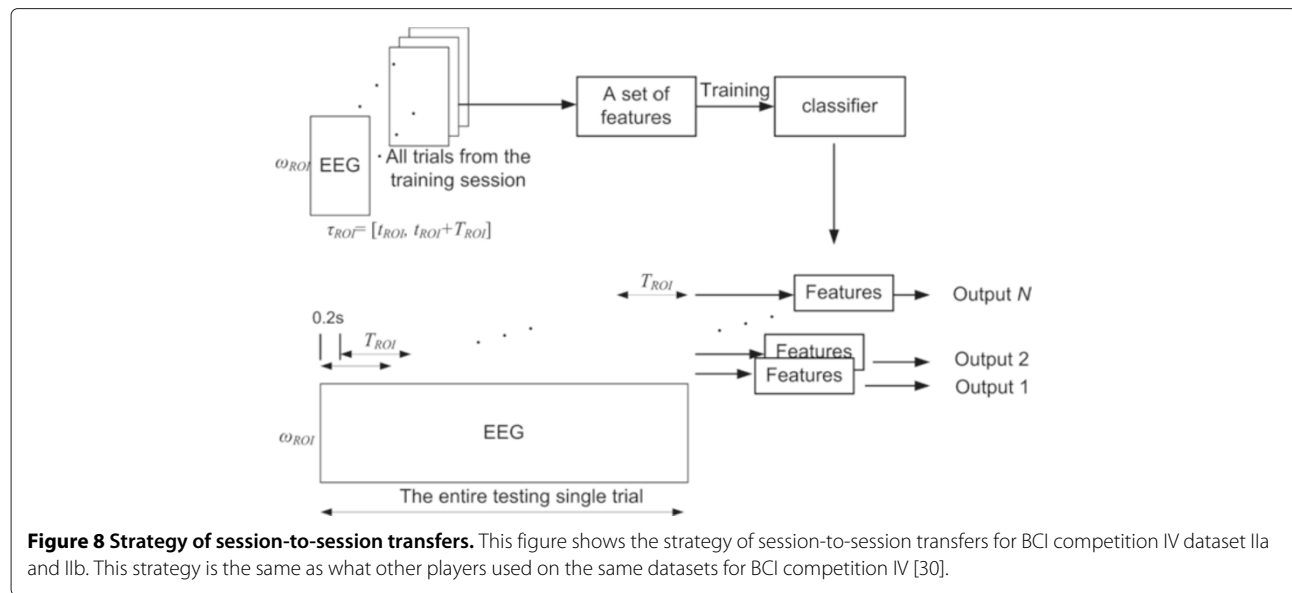 A set of
features
Training
classifier
ω_ROI
EEG
All trials from the
training session
τ_ROI=[t_ROI, t_ROI+T_ROI]
T_ROI
Features
Output N
0.2s
T_ROI
Features
Output 2
Features
Output 1
ω_ROI
EEG
The entire testing single trial
Figure 8 Strategy of session-to-session transfers. This figure shows the strategy of session-to-session transfers for BCI competition IV dataset IIa
and IIb. This strategy is the same as what other players used on the same datasets for BCI competition IV [30].